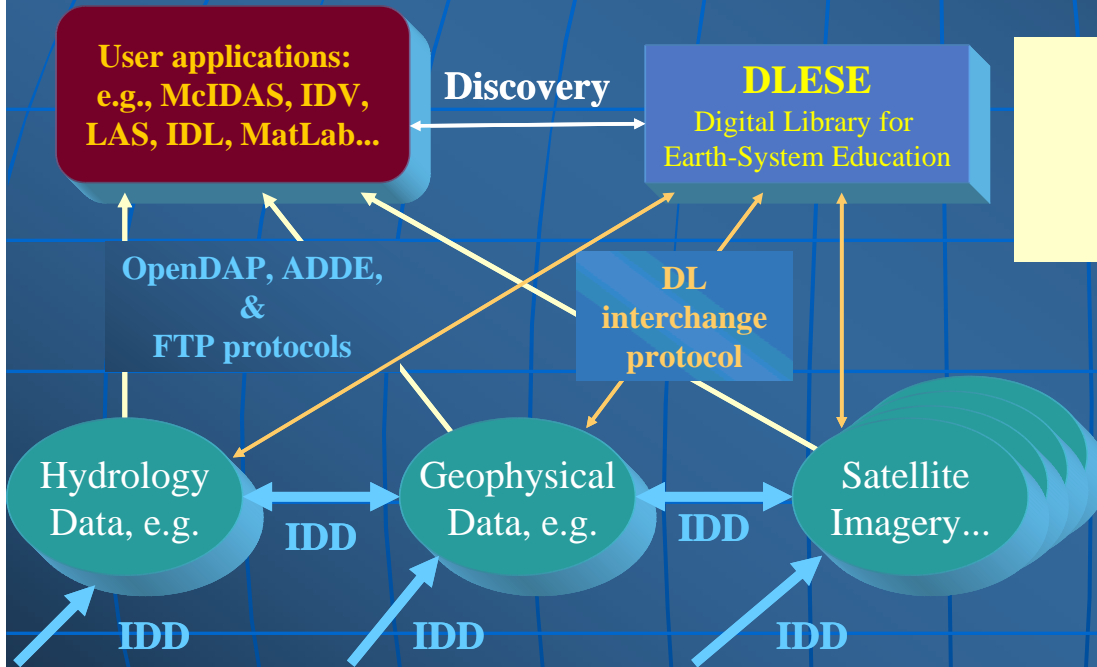 User applications:
e.g., McIDAS, IDV,
LAS, IDL, MatLab...
Discovery
DLESE
Digital Library for
Earth-System Education
OpenDAP, ADDE,
&
FTP protocols
DL
interchange
protocol
Hydrology
Data, e.g.
IDD
Geophysical
Data, e.g.
IDD
Satellite
Imagery...
IDD
IDD
IDD